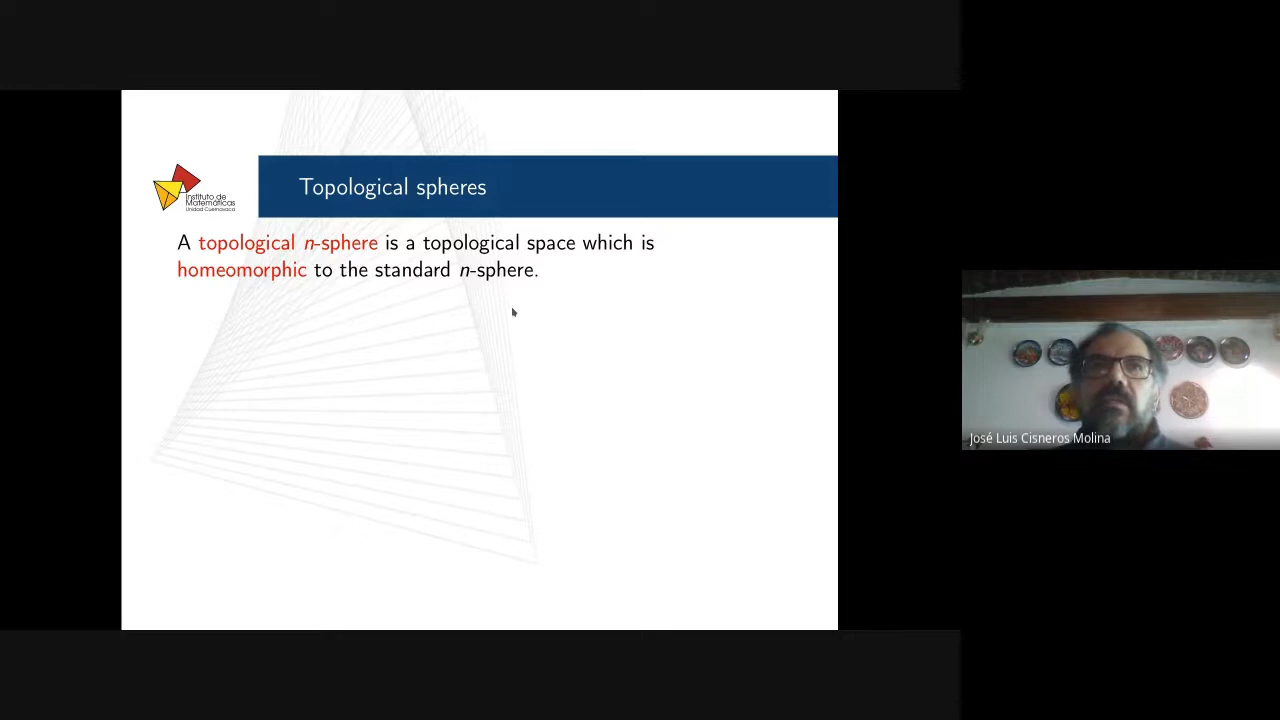 Topological spheres
Instituto de
Matemáticas
Unidad Cuernavaca
A topological n-sphere is a topological space which is
homeomorphic to the standard n-sphere.
José Luis Cisneros Molina